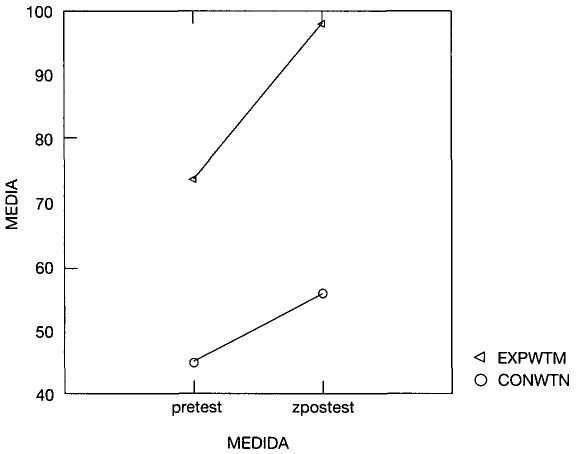 100
90
80
70
60
50
40
MEDIA
pretest
zpostest
MEDIDA
EXPWTM
CONWTN